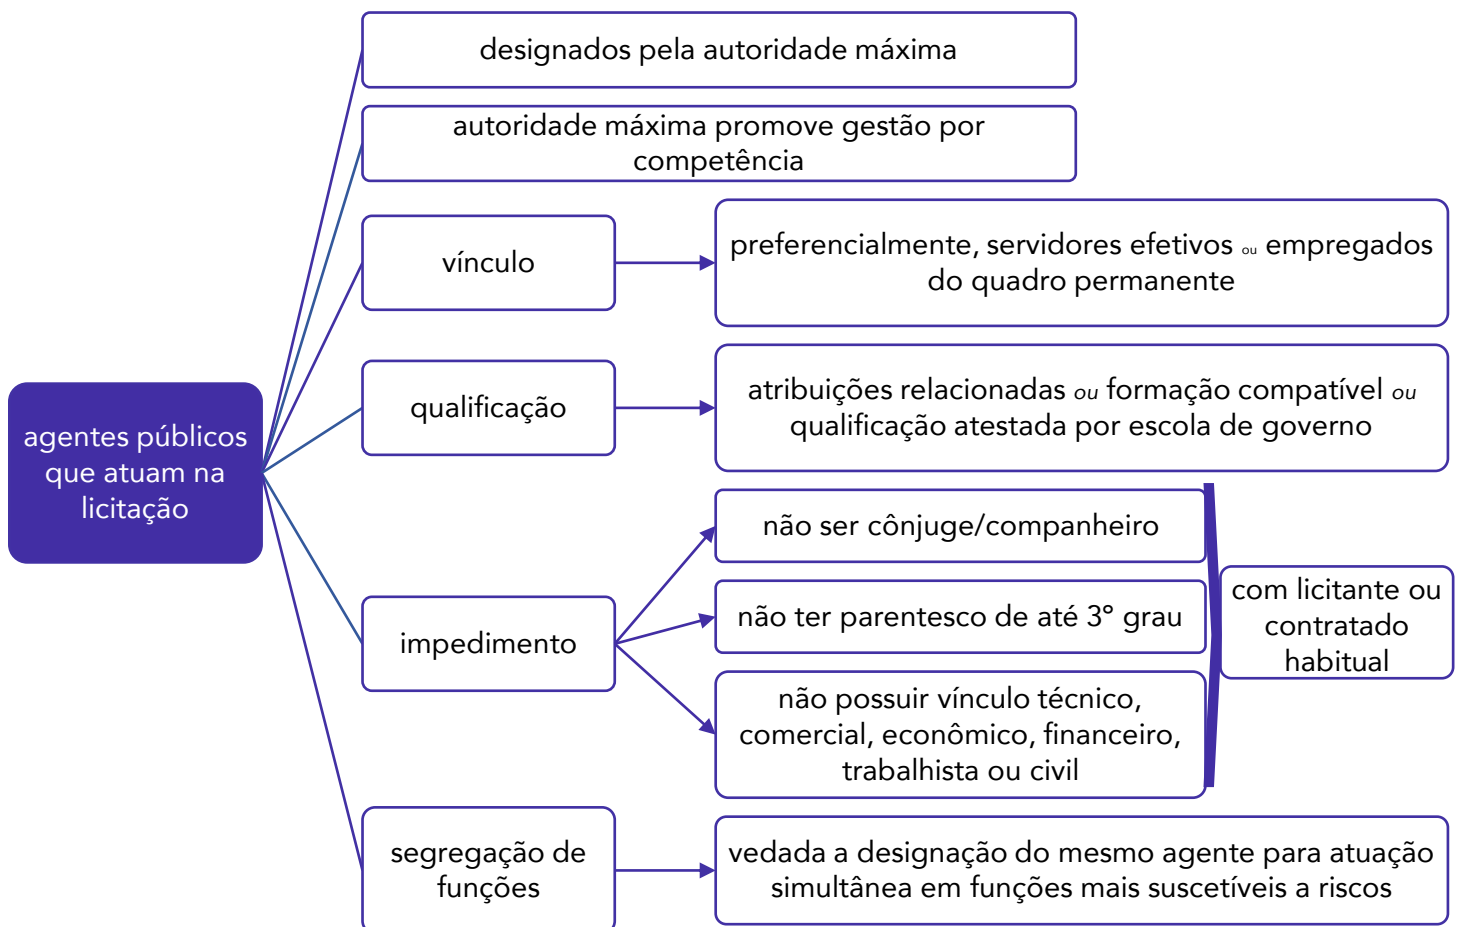 designados pela autoridade máxima
autoridade máxima promove gestão por
competência
vínculo
preferencialmente, servidores efetivos ou empregados
do quadro permanente
qualificação
atribuições relacionadas ou formação compatível ou
qualificação atestada por escola de governo
agentes públicos
que atuam na
licitação
impedimento
não ser cônjuge/companheiro
não ter parentesco de até 3º grau
não possuir vínculo técnico,
comercial, econômico, financeiro,
trabalhista ou civil
com licitante ou
contratado
habitual
segregação de
funções
vedada a designação do mesmo agente para atuação
simultânea em funções mais suscetíveis a riscos